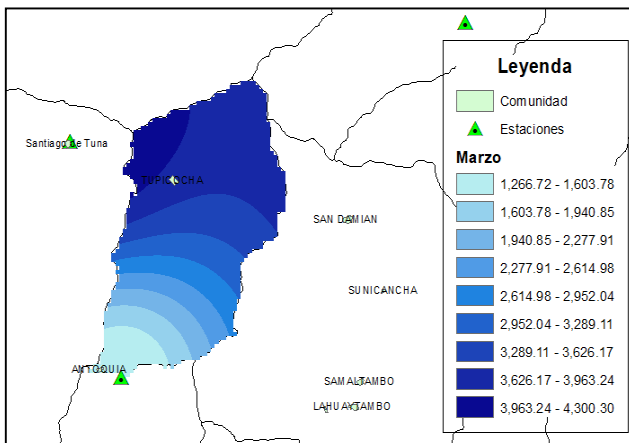 Leyenda
Comunidad
Estaciones
Marzo
1,266.72 - 1,603.78
1,603.78 - 1,940.85
1,940.85 - 2,277.91
2,277.91 - 2,614.98
2,614.98 - 2,952.04
2,952.04 - 3,289.11
3,289.11 - 3,626.17
3,626.17 - 3,963.24
3,963.24 - 4,300.30
Santiago de Tuna
TUPICOCHA
SAN DAMIAN
SUNICANCHA
ANTIOQUIA
SAMALTAMBO
LAHUAYTAMBO